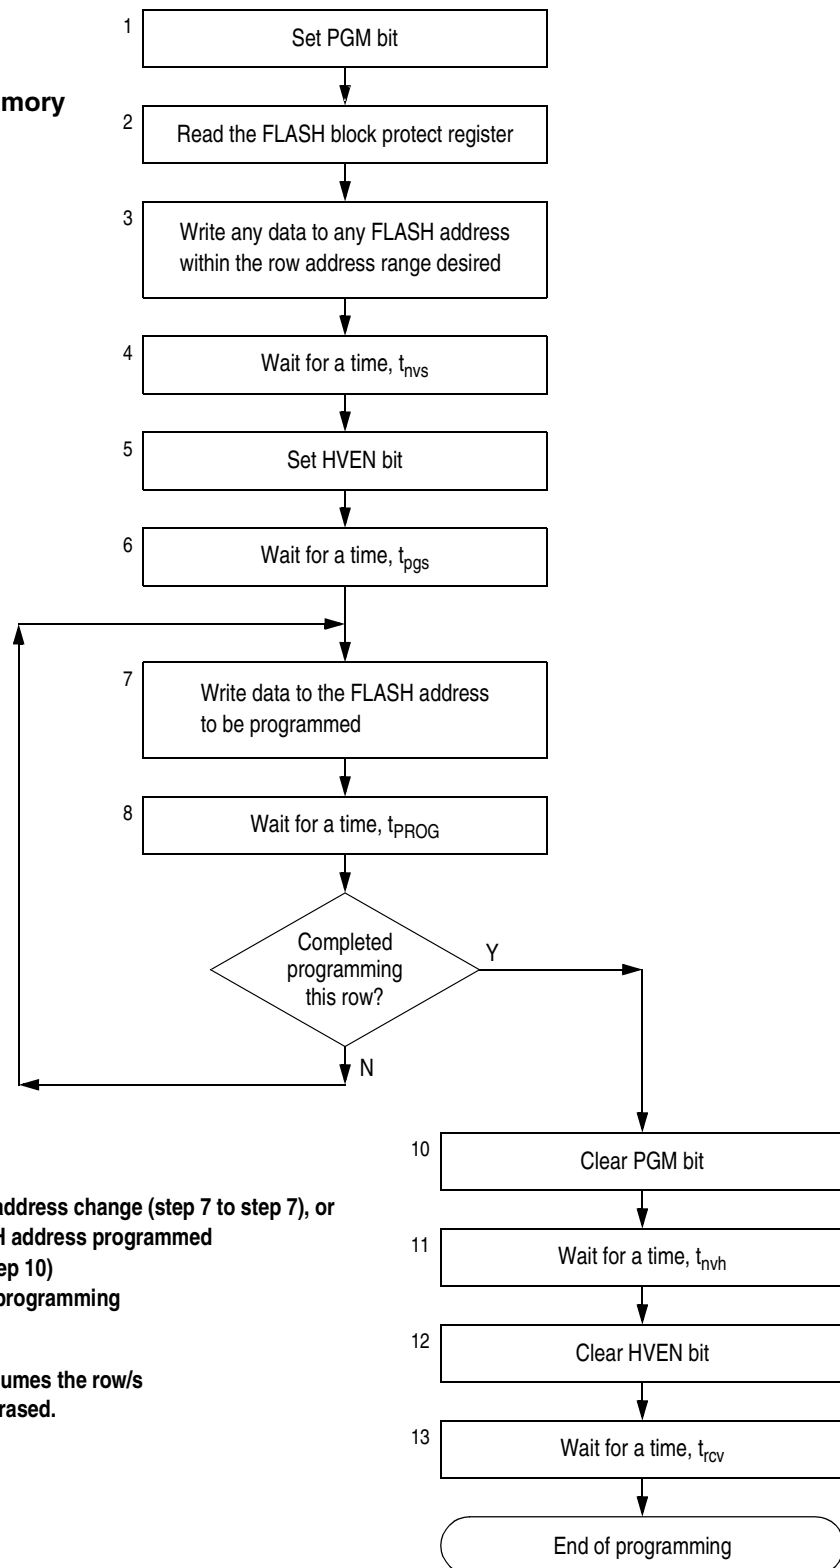 1
Set PGM bit
mory
2
Read the FLASH block protect register
3
Write any data to any FLASH address
within the row address range desired
4
Wait for a time, tnvs
5
Set HVEN bit
6
Wait for a time, tpgs
7
Write data to the FLASH address
to be programmed
8
Wait for a time, tPROG
Completed
programming
this row?
Y
N
10
Clear PGM bit
address change (step 7 to step 7), or
H address programmed
ep 10)
programming
11
Wait for a time, tnvh
12
Clear HVEN bit
umes the row/s
rased.
13
Wait for a time, trcv
End of programming